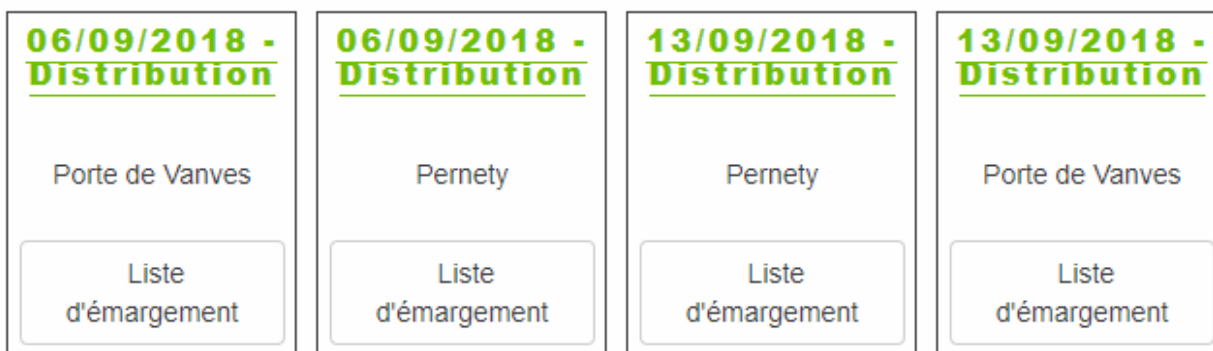 06/09/2018 -
Distribution
Porte de Vanves
Liste
d'émargement
06/09/2018 -
Distribution
Pernety
Liste
d'émargement
13/09/2018 -
Distribution
Pernety
Liste
d'émargement
13/09/2018 -
Distribution
Porte de Vanves
Liste
d'émargement